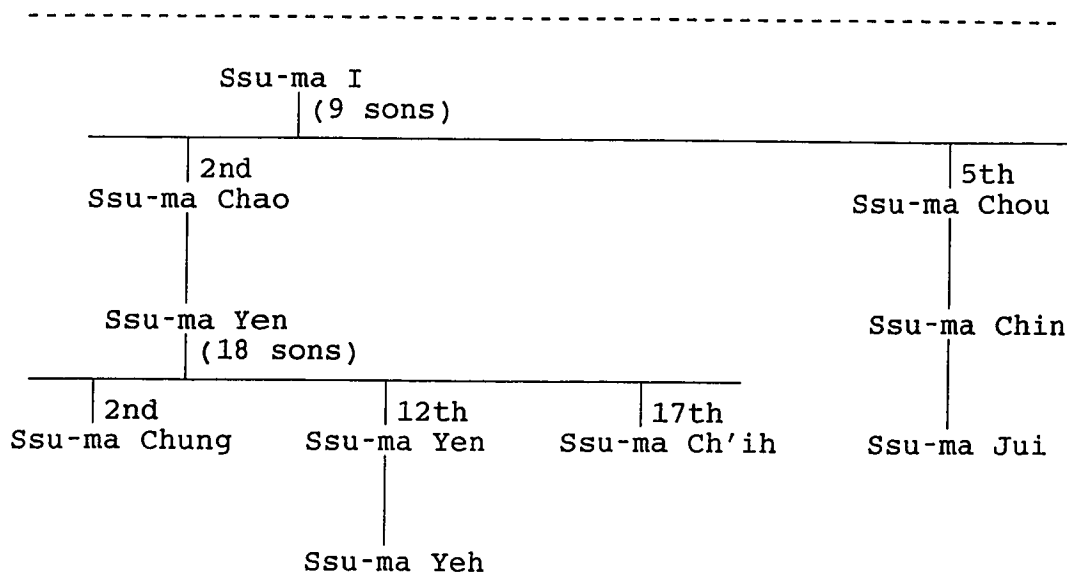 Ssu-ma I
(9 sons)
2nd 5th
Ssu-ma Chao Ssu-ma Chou
Ssu-ma Yen Ssu-ma Chin
(18 sons)
2nd 12th 17th
Ssu-ma Chung Ssu-ma Yen Ssu-ma Ch'ih Ssu-ma Jui
Ssu-ma Yeh